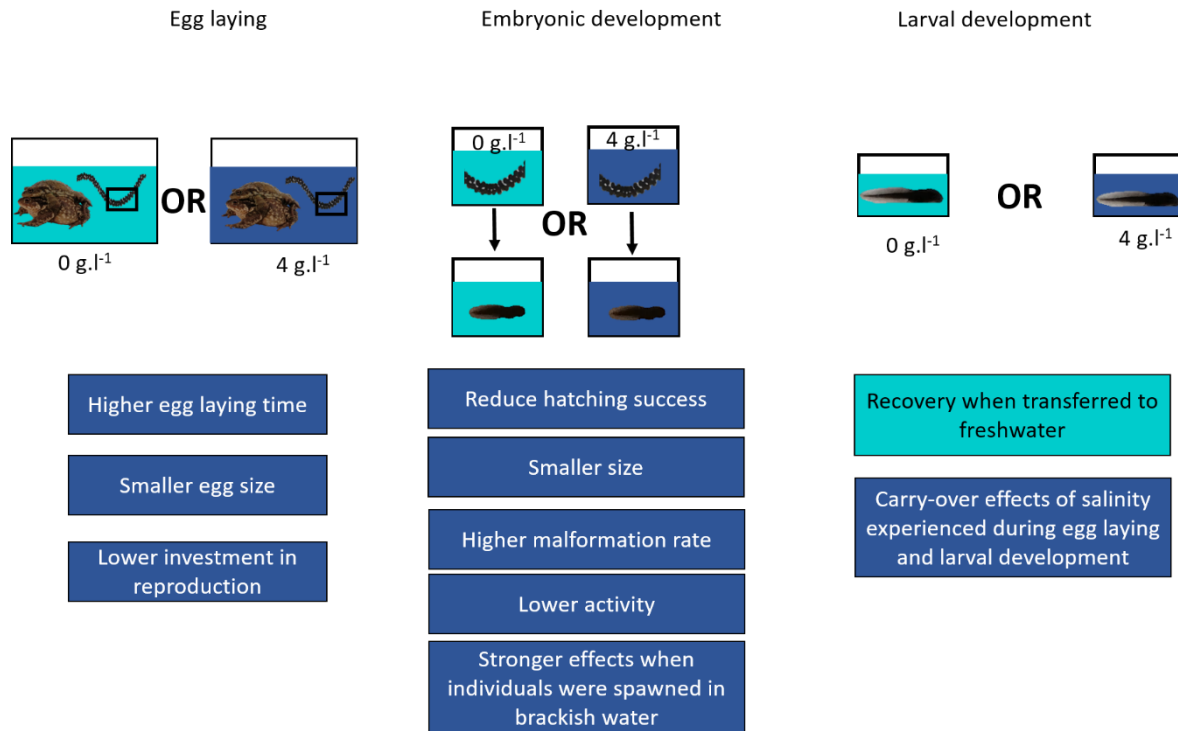 Egg laying
Embryonic development
Larval development
OR
0 g.l⁻¹
4 g.l⁻¹
0 g.l⁻¹
4 g.l⁻¹
OR
OR
0 g.l⁻¹
4 g.l⁻¹
Higher egg laying time
Smaller egg size
Lower investment in
reproduction
Reduce hatching success
Smaller size
Higher malformation rate
Lower activity
Stronger effects when
individuals were spawned in
brackish water
Recovery when transferred to
freshwater
Carry-over effects of salinity
experienced during egg laying
and larval development